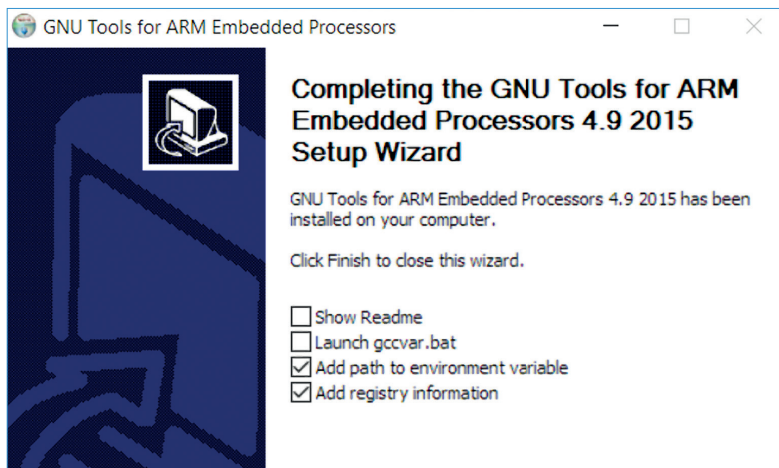 GNU Tools for ARM Embedded Processors
Completing the GNU Tools for ARM
Embedded Processors 4.9 2015
Setup Wizard
GNU Tools for ARM Embedded Processors 4.9 2015 has been
installed on your computer.
Click Finish to close this wizard.
Show Readme
Launch gccvar.bat
Add path to environment variable
Add registry information